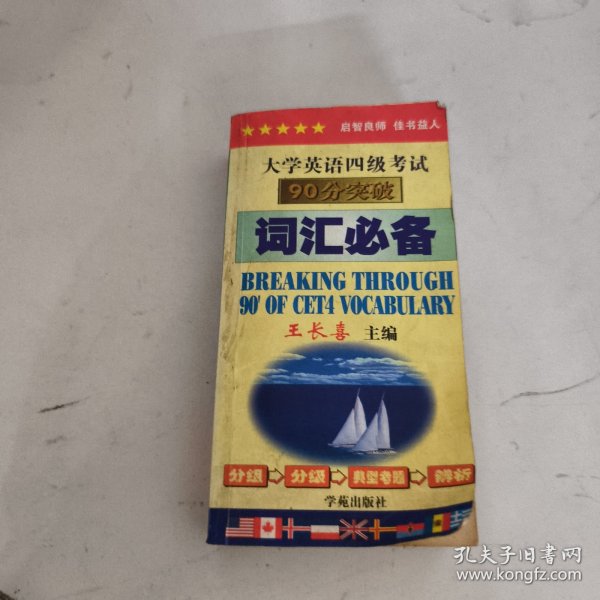 ★★★★★ 启智良师 佳书益人
大学英语四级考试
90分突破
词汇必备
BREAKING THROUGH
90' OF CET4 VOCABULARY
王长喜 主编
分组⇨分级⇨典型考题⇨辨析
学苑出版社
孔夫子旧书网
www.kongfz.com